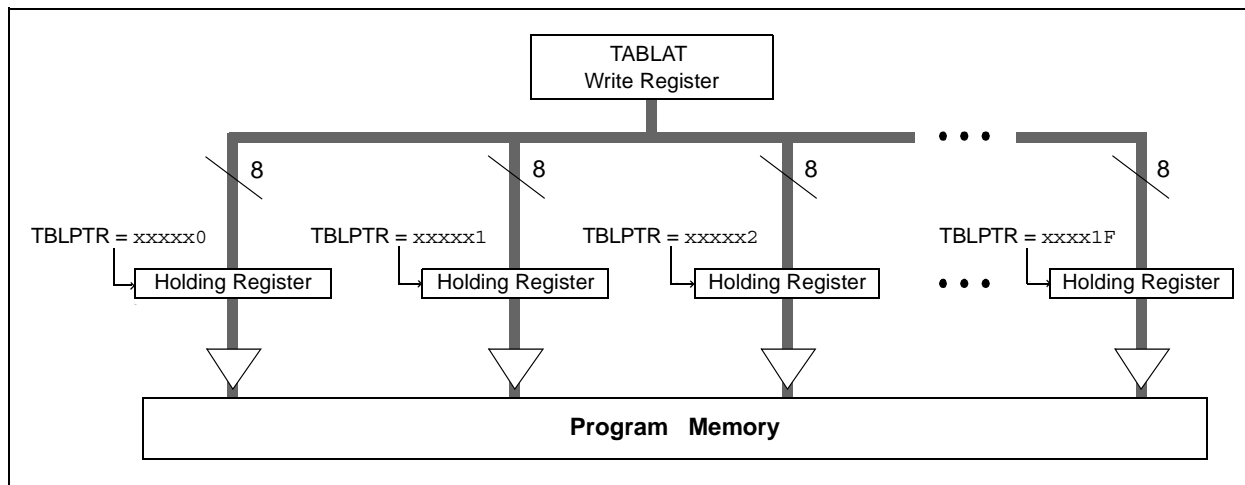 TABLAT
Write Register
8 8 8 8
TBLPTR = xxxxx0 TBLPTR = xxxxx1 TBLPTR = xxxxx2 TBLPTR = xxxx1F
Holding Register Holding Register Holding Register Holding Register
Program Memory